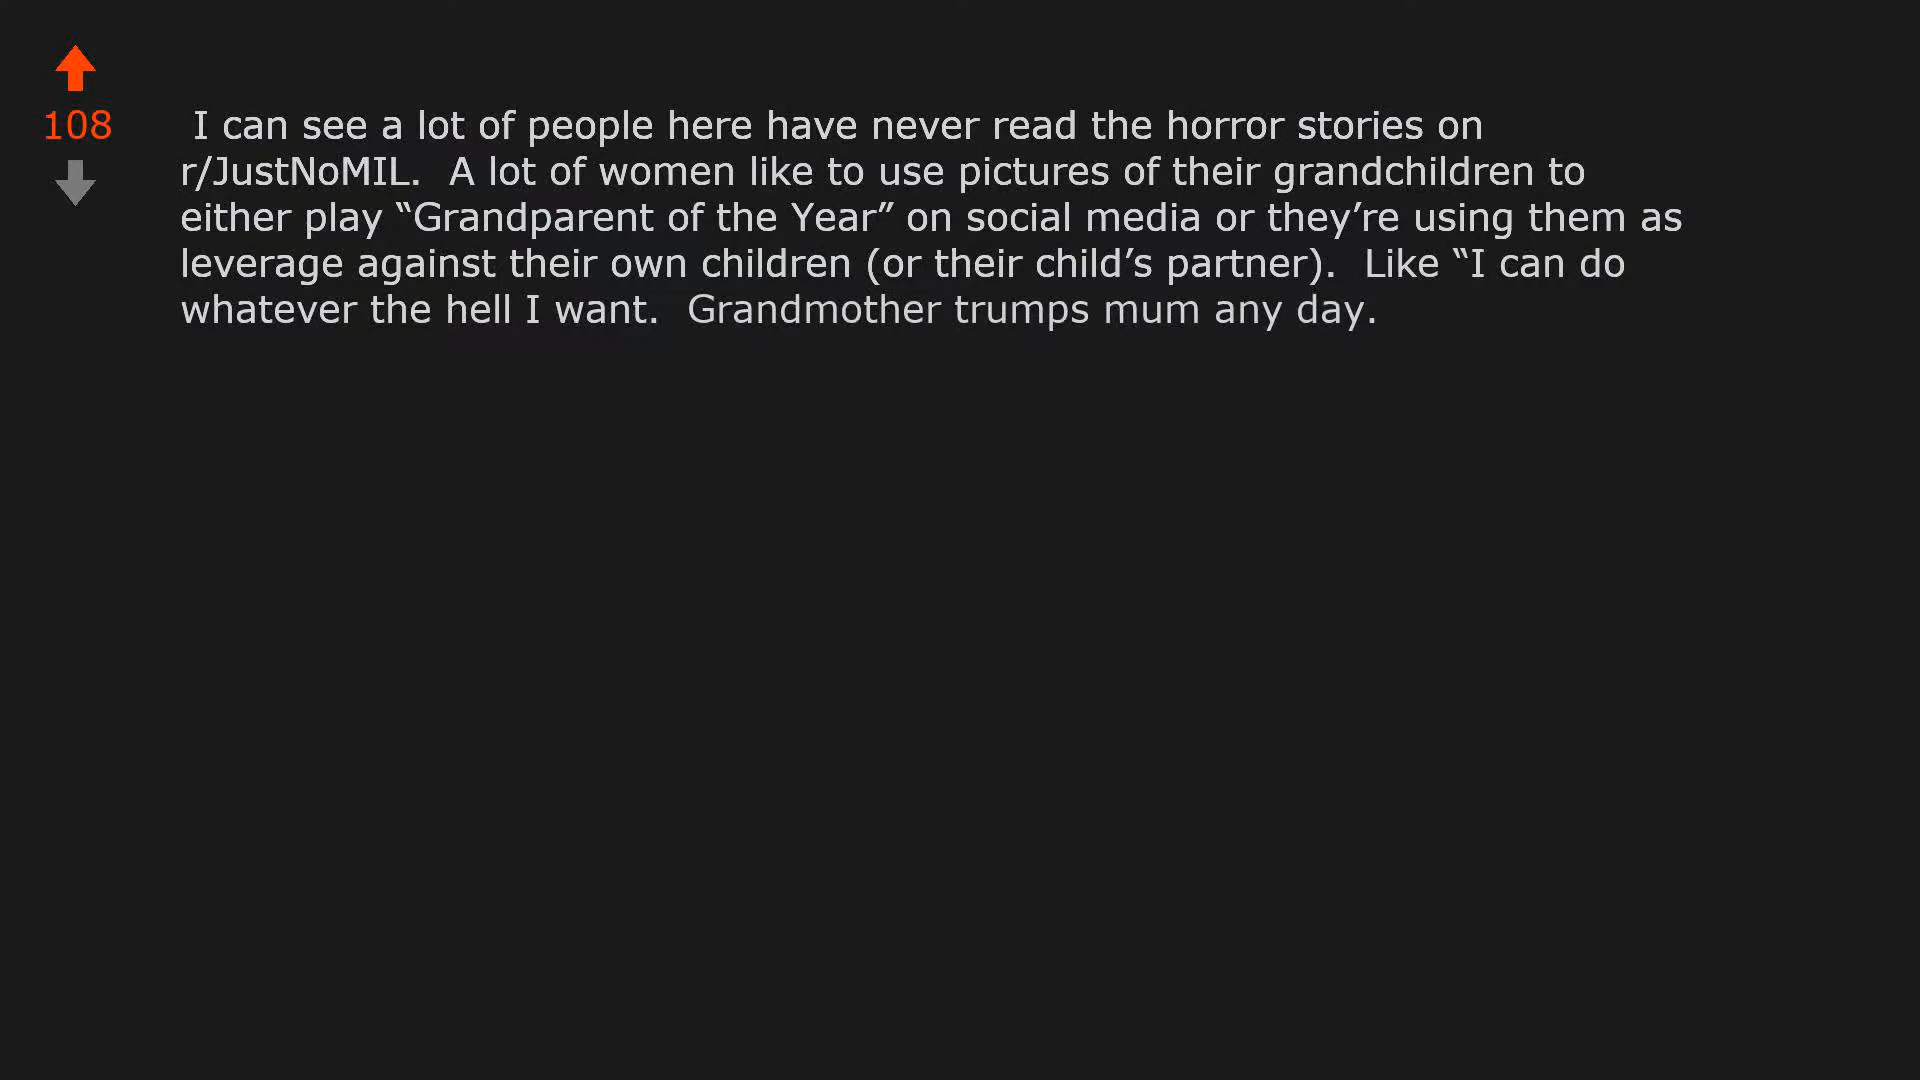 108
I can see a lot of people here have never read the horror stories on
r/JustNoMIL.  A lot of women like to use pictures of their grandchildren to
either play “Grandparent of the Year” on social media or they’re using them as
leverage against their own children (or their child’s partner).  Like “I can do
whatever the hell I want.  Grandmother trumps mum any day.